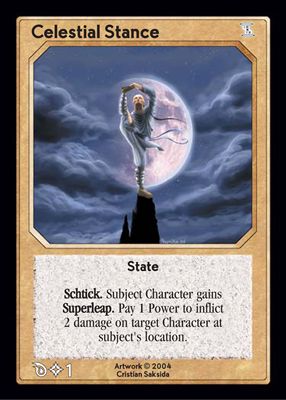 Celestial Stance
State
Schtick. Subject Character gains
Superleap. Pay 1 Power to inflict
2 damage on target Character at
subject's location.
1
Artwork © 2004
Cristian Saksida